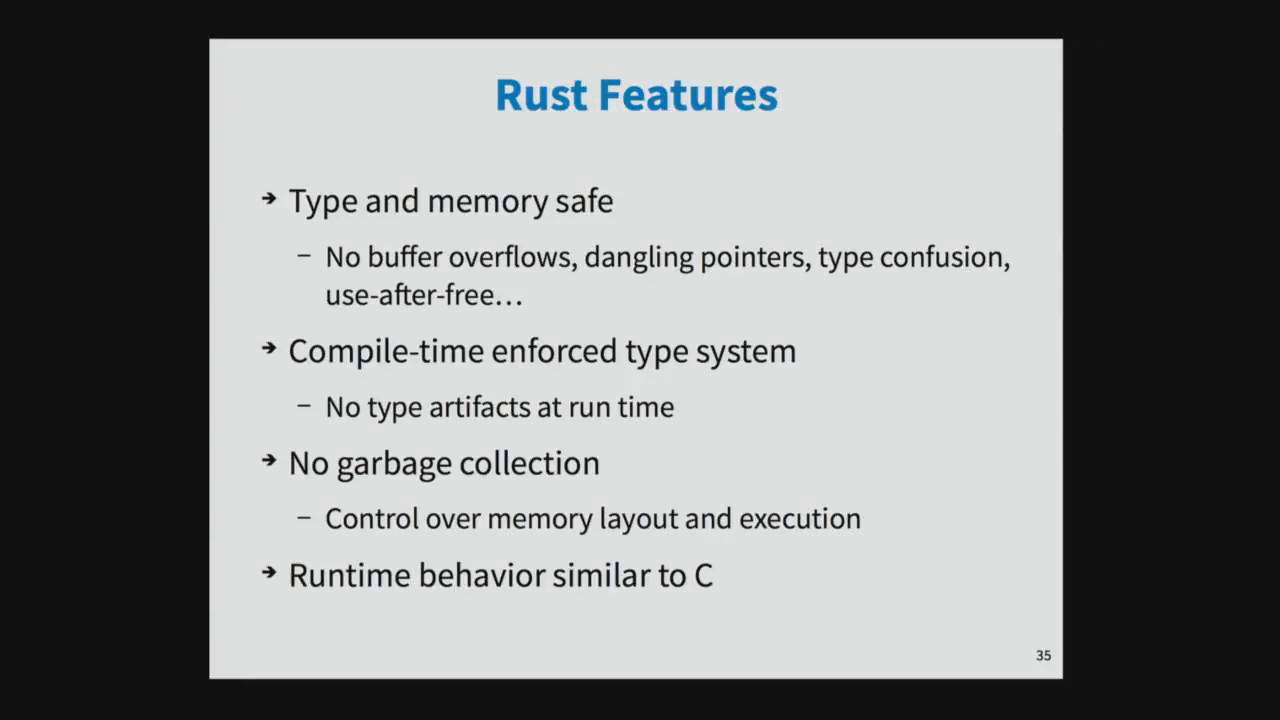 Rust Features
➔ Type and memory safe
– No buffer overflows, dangling pointers, type confusion,
use-after-free…
➔ Compile-time enforced type system
– No type artifacts at run time
➔ No garbage collection
– Control over memory layout and execution
➔ Runtime behavior similar to C
35